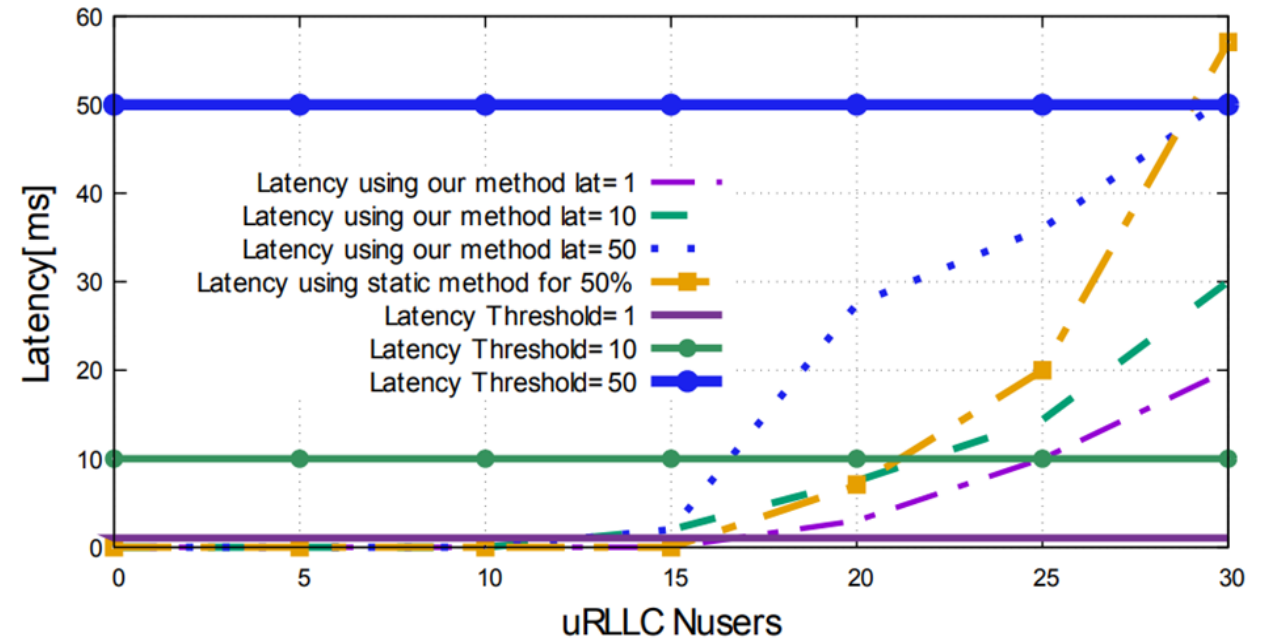 60
50
40
30
20
10
0
Latency[ms]
Latency using our method lat=1
Latency using our method lat=10
Latency using our method lat=50
Latency using static method for 50%
Latency Threshold=1
Latency Threshold=10
Latency Threshold=50
0 5 10 15 20 25 30
uRLLC Nusers